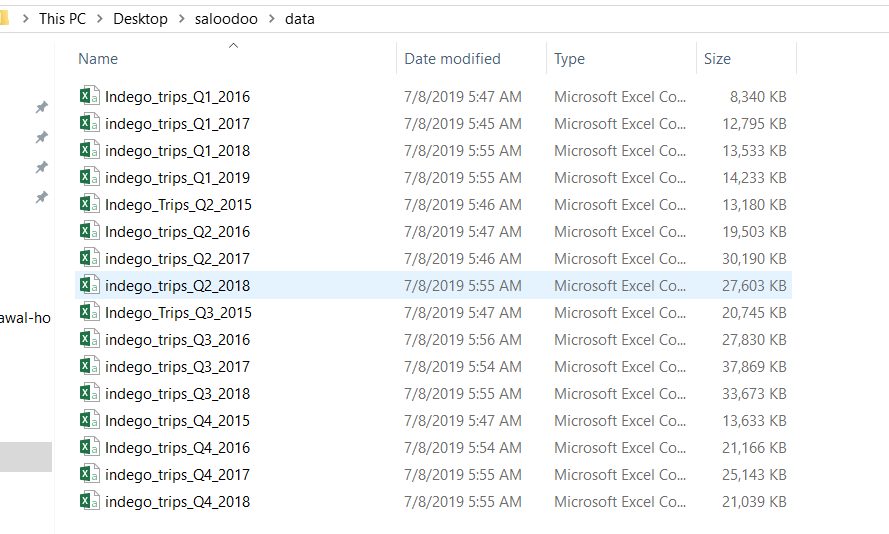 This PC > Desktop > saloodoo > data
Name Date modified Type Size
Indego_trips_Q1_2016 7/8/2019 5:47 AM Microsoft Excel Co... 8,340 KB
indego_trips_Q1_2017 7/8/2019 5:45 AM Microsoft Excel Co... 12,795 KB
indego_trips_Q1_2018 7/8/2019 5:55 AM Microsoft Excel Co... 13,533 KB
indego_trips_Q1_2019 7/8/2019 5:55 AM Microsoft Excel Co... 14,233 KB
Indego_Trips_Q2_2015 7/8/2019 5:46 AM Microsoft Excel Co... 13,180 KB
Indego_trips_Q2_2016 7/8/2019 5:47 AM Microsoft Excel Co... 19,503 KB
indego_trips_Q2_2017 7/8/2019 5:46 AM Microsoft Excel Co... 30,190 KB
indego_trips_Q2_2018 7/8/2019 5:55 AM Microsoft Excel Co... 27,603 KB
awal-ho
Indego_Trips_Q3_2015 7/8/2019 5:47 AM Microsoft Excel Co... 20,745 KB
indego_trips_Q3_2016 7/8/2019 5:56 AM Microsoft Excel Co... 27,830 KB
indego_trips_Q3_2017 7/8/2019 5:54 AM Microsoft Excel Co... 37,869 KB
indego_trips_Q3_2018 7/8/2019 5:55 AM Microsoft Excel Co... 33,673 KB
Indego_trips_Q4_2015 7/8/2019 5:47 AM Microsoft Excel Co... 13,633 KB
indego_trips_Q4_2016 7/8/2019 5:54 AM Microsoft Excel Co... 21,166 KB
indego_trips_Q4_2017 7/8/2019 5:55 AM Microsoft Excel Co... 25,143 KB
indego_trips_Q4_2018 7/8/2019 5:55 AM Microsoft Excel Co... 21,039 KB